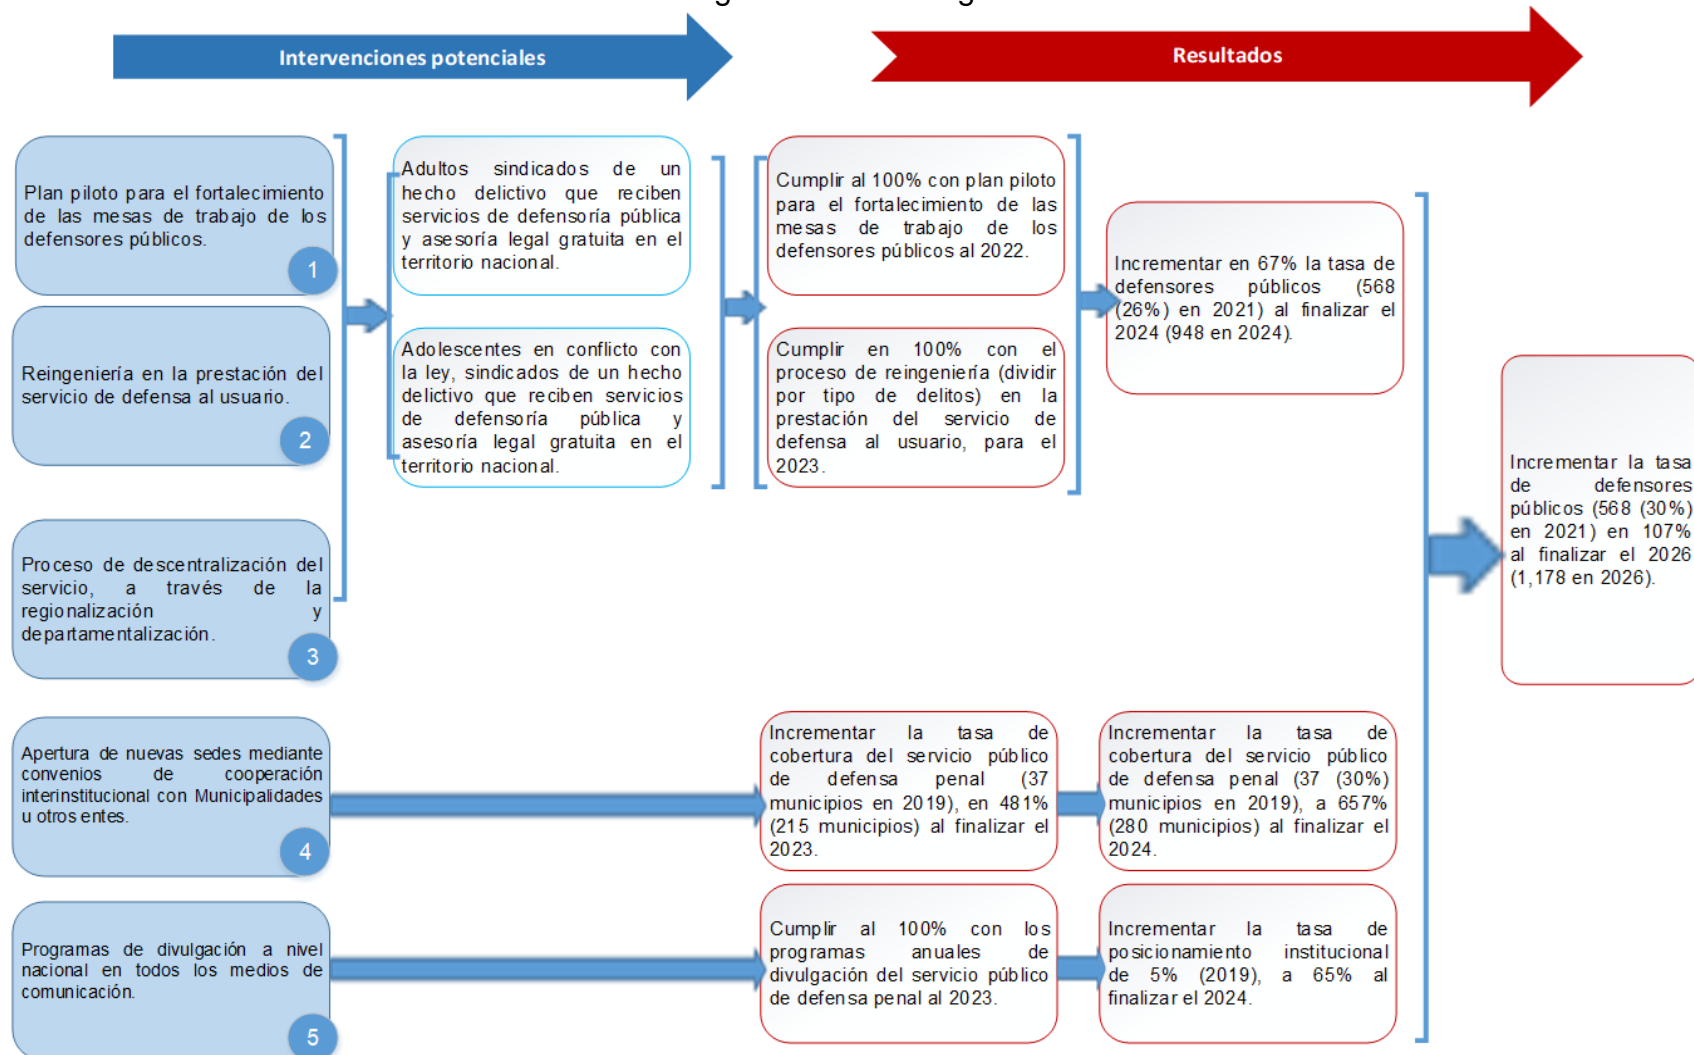 Intervenciones potenciales
Resultados
Plan piloto para el fortalecimiento
de las mesas de trabajo de los
defensores públicos.
1
Reingeniería en la prestación del
servicio de defensa al usuario.
2
Proceso de descentralización del
servicio, a través de la
regionalización y
departamentalización.
3
Apertura de nuevas sedes mediante
convenios de cooperación
interinstitucional con Municipalidades
u otros entes.
4
Programas de divulgación a nivel
nacional en todos los medios de
comunicación.
5
Adultos sindicados de un
hecho delictivo que reciben
servicios de defensoría pública
y asesoría legal gratuita en el
territorio nacional.
Adolescentes en conflicto con
la ley, sindicados de un hecho
delictivo que reciben servicios
de defensoría pública y
asesoría legal gratuita en el
territorio nacional.
Cumplir al 100% con plan piloto
para el fortalecimiento de las
mesas de trabajo de los
defensores públicos al 2022.
Cumplir en 100% con el
proceso de reingeniería (dividir
por tipo de delitos) en la
prestación del servicio de
defensa al usuario, para el
2023.
Incrementar la tasa de
cobertura del servicio público
de defensa penal (37
municipios en 2019), en 481%
(215 municipios) al finalizar el
2023.
Cumplir al 100% con los
programas anuales de
divulgación del servicio público
de defensa penal al 2023.
Incrementar en 67% la tasa de
defensores públicos (568
(26%) en 2021) al finalizar el
2024 (948 en 2024).
Incrementar la tasa de
cobertura del servicio público
de defensa penal (37 (30%)
municipios en 2019), a 657%
(280 municipios) al finalizar el
2024.
Incrementar la tasa de
posicionamiento institucional
de 5% (2019), a 65% al
finalizar el 2024.
Incrementar la tasa
de defensores
públicos (568 (30%)
en 2021) en 107%
al finalizar el 2026
(1,178 en 2026).